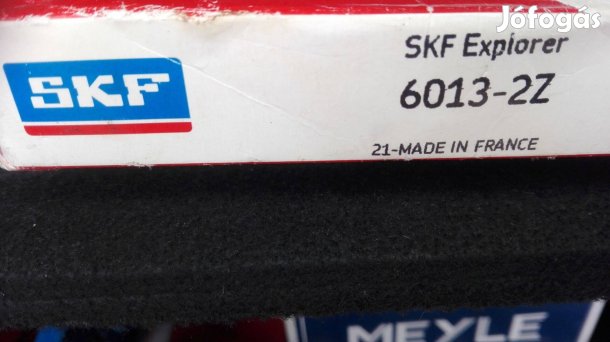 Jófogás
SKF
SKF Explorer
6013-2Z
21-MADE IN FRANCE
MEYLE